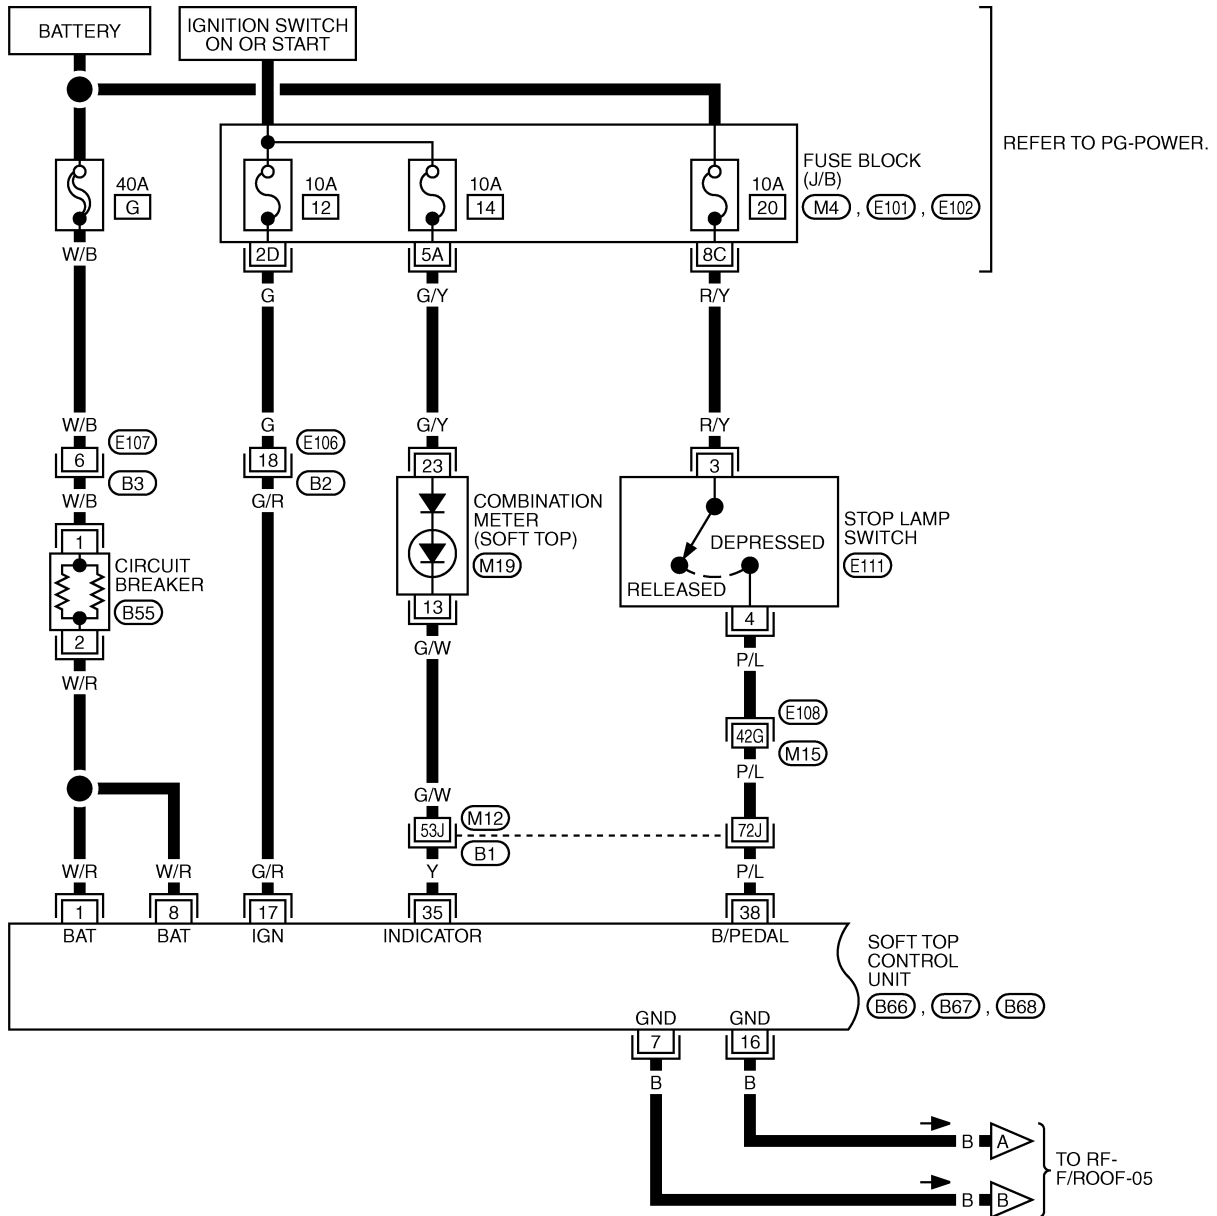 BATTERY
IGNITION SWITCH
ON OR START
REFER TO PG-POWER.
40A
G
10A
12
10A
14
10A
20
FUSE BLOCK
(J/B)
M4 , E101 , E102
W/B
2D
5A
8C
G
G/Y
R/Y
W/B
G
G/Y
R/Y
E107
6
B3
E106
18
B2
23
3
W/B
G/R
1
CIRCUIT
BREAKER
B55
2
COMBINATION
METER
(SOFT TOP)
M19
13
DEPRESSED
RELEASED
STOP LAMP
SWITCH
E111
4
W/R
G/W
P/L
E108
42G
M15
P/L
G/W
M12
53J
B1
72J
W/R
W/R
G/R
Y
P/L
1
8
17
35
38
BAT
BAT
IGN
INDICATOR
B/PEDAL
SOFT TOP
CONTROL
UNIT
B66 , B67 , B68
GND
GND
7
16
B
B
B
A
B
B
TO RF-
F/ROOF-05